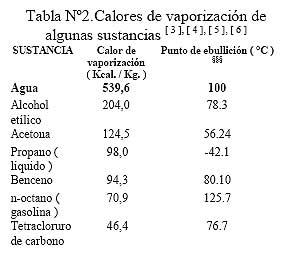 Tabla Nº2.Calores de vaporización de
algunas sustancias [ 3 ], [ 4 ], [ 5 ], [ 6 ]
SUSTANCIA Calor de vaporización ( Kcal. / Kg. ) Punto de ebullición ( °C ) §§§
Agua 539,6 100
Alcohol etílico 204,0 78.3
Acetona 124,5 56.24
Propano ( liquido ) 98,0 -42.1
Benceno 94,3 80.10
n-octano ( gasolina ) 70,9 125.7
Tetracloruro de carbono 46,4 76.7